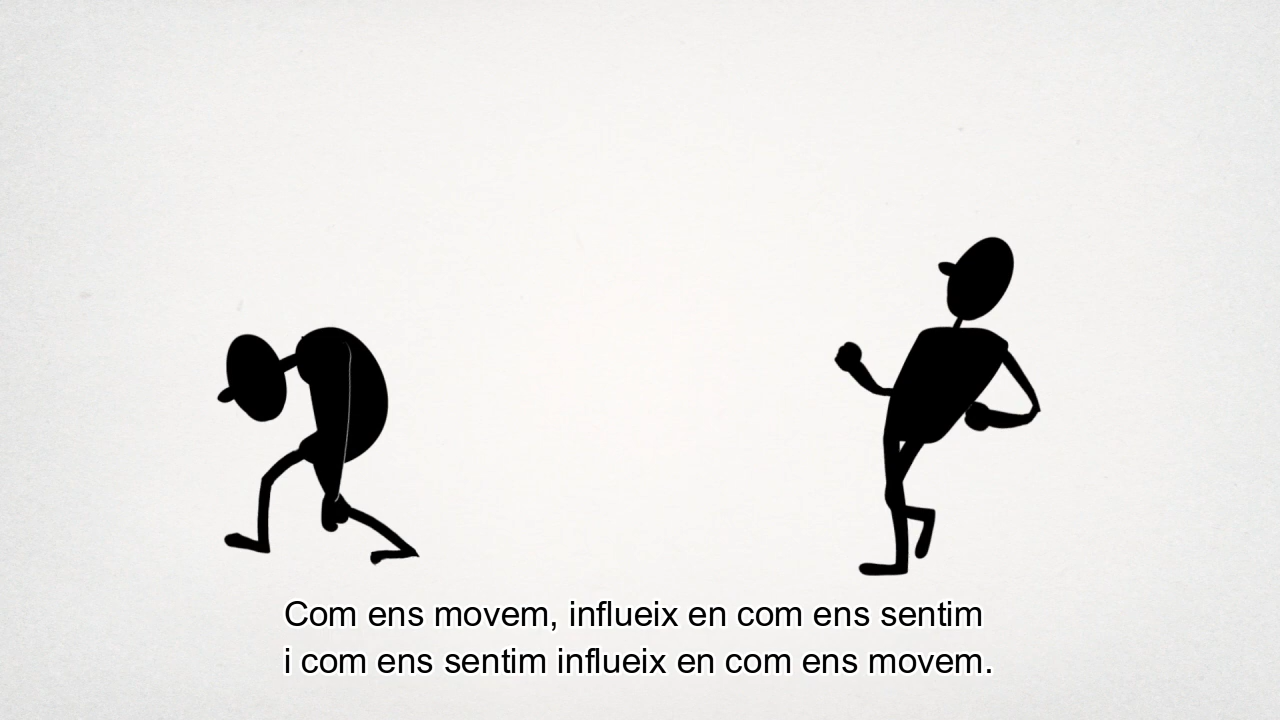 Com ens movem, influeix en com ens sentim
i com ens sentim influeix en com ens movem.